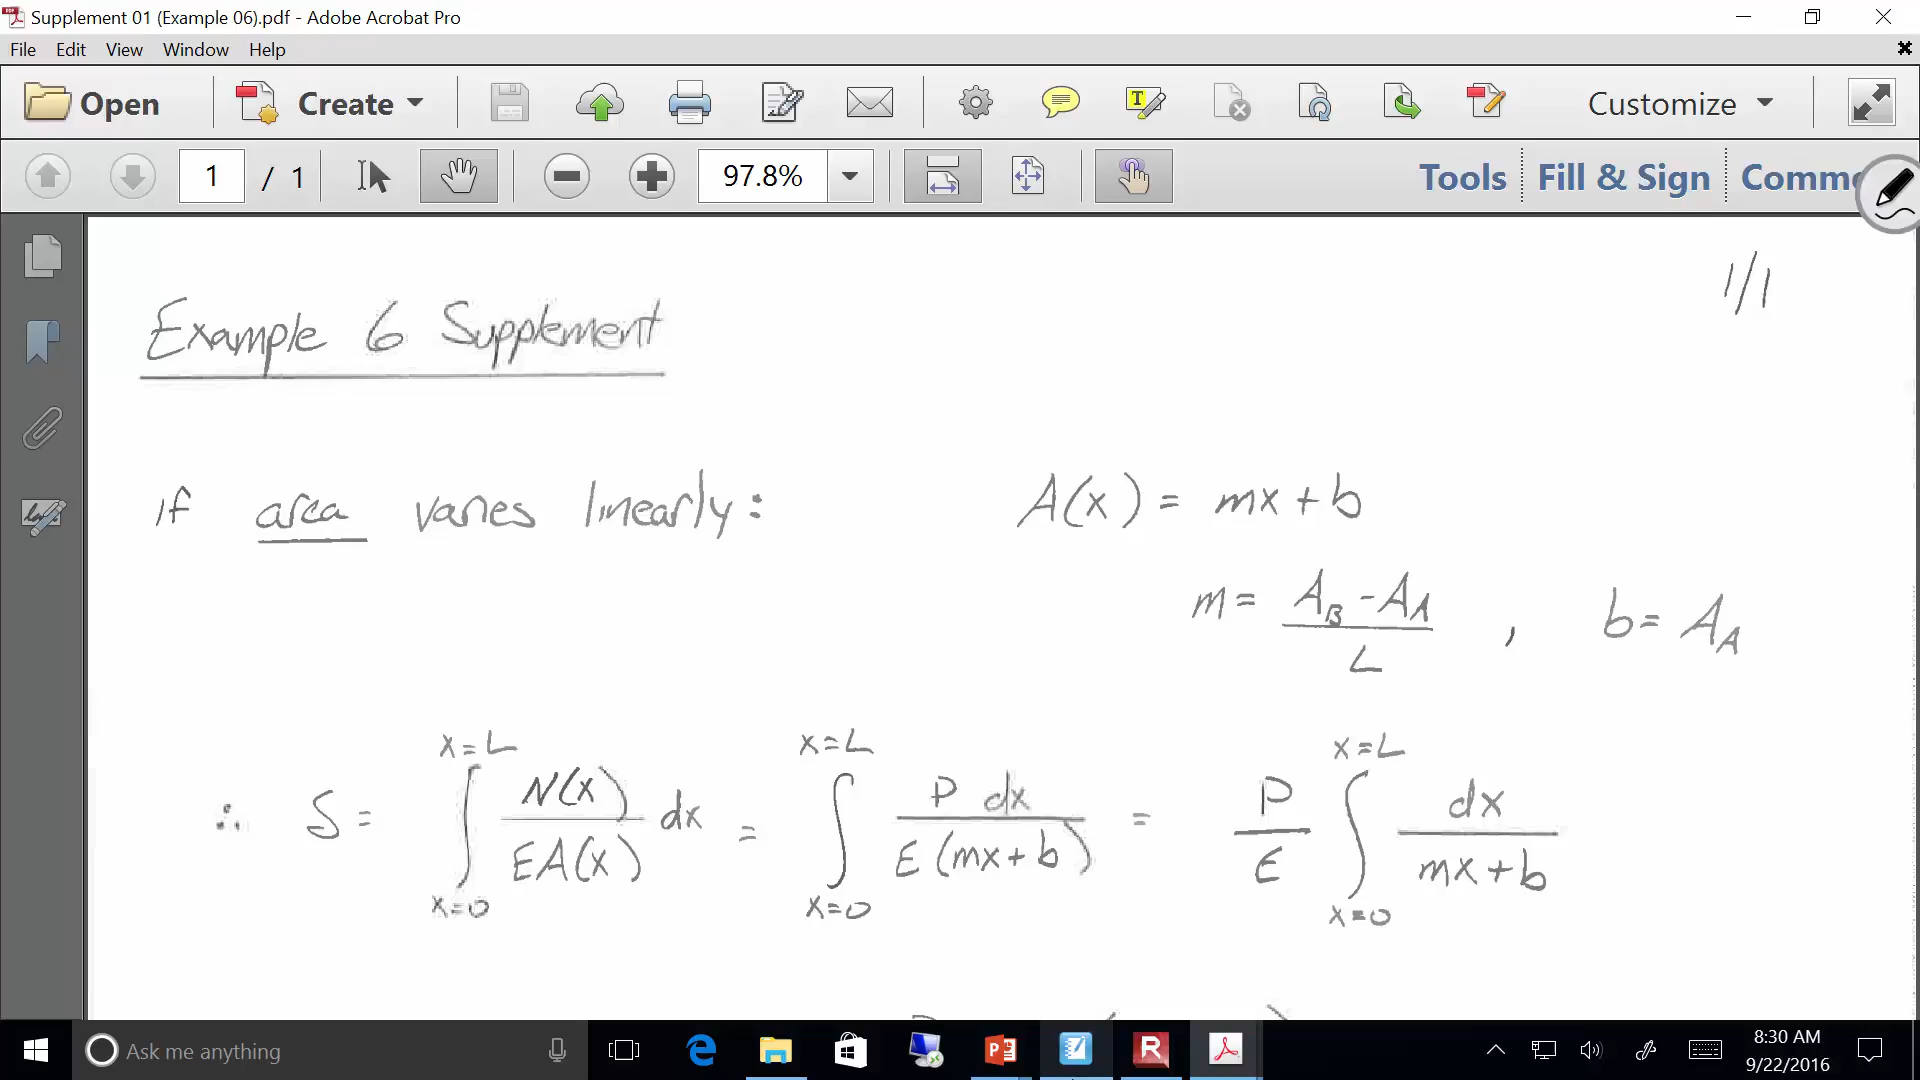 Supplement 01 (Example 06).pdf - Adobe Acrobat Pro
File Edit View Window Help
Open Create Customize
1 / 1 97.8% Tools Fill & Sign
1/1
Example 6 Supplement
If area varies linearly: A(x) = mx + b
m = (A_B - A_A) / L , b = A_A
∴ δ = ∫_{x=0}^{x=L} N(x) / EA(x) dx = ∫_{x=0}^{x=L} P dx / E (mx + b) = P / E ∫_{x=0}^{x=L} dx / mx + b
Ask me anything
8:30 AM
9/22/2016